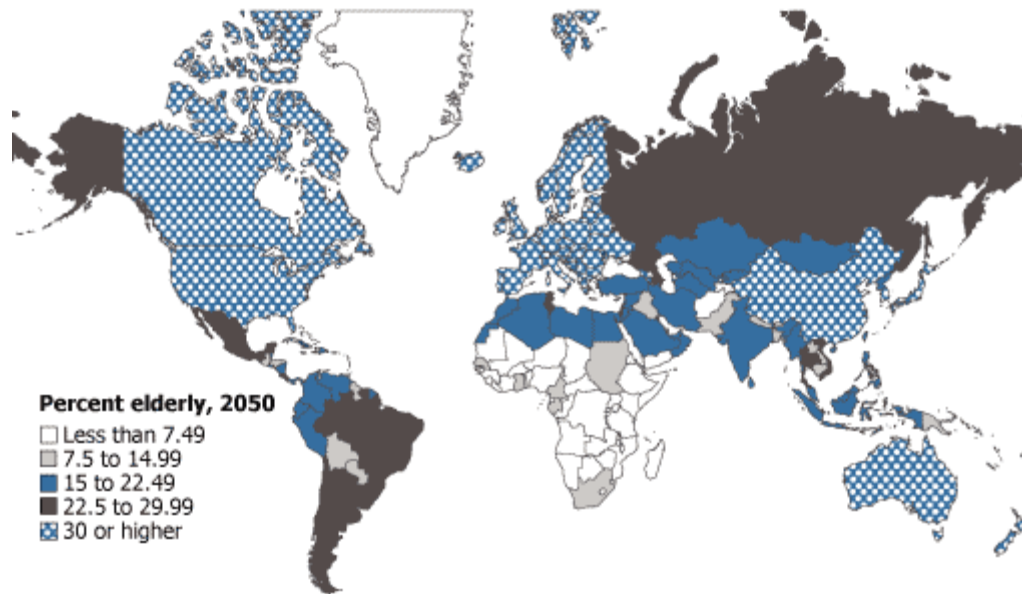 Percent elderly, 2050
Less than 7.49
7.5 to 14.99
15 to 22.49
22.5 to 29.99
30 or higher